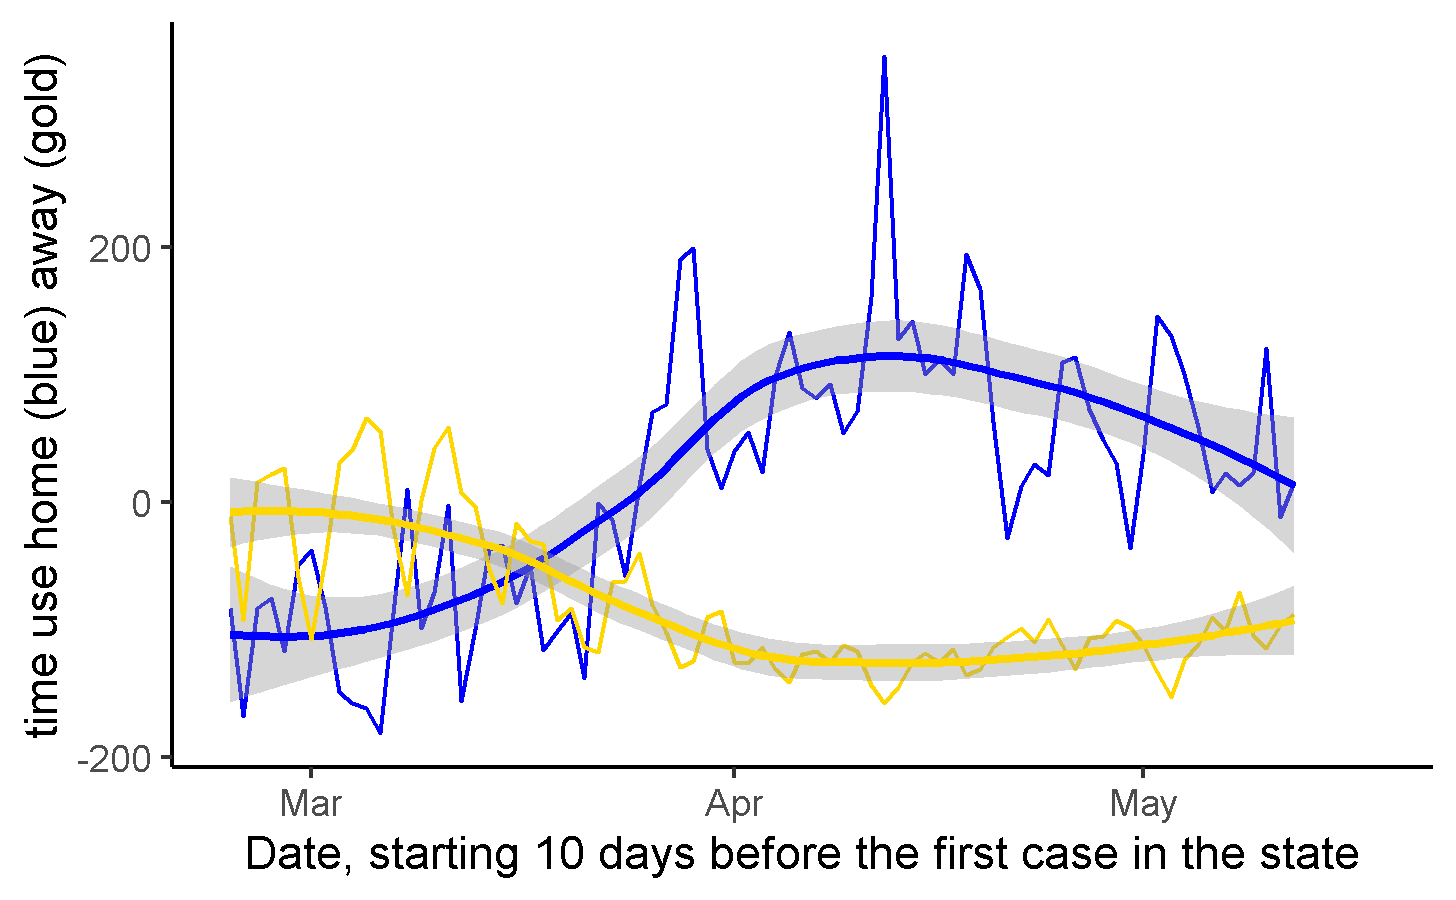 time use home (blue) away (gold)
200
0
-200
Mar
Apr
May
Date, starting 10 days before the first case in the state